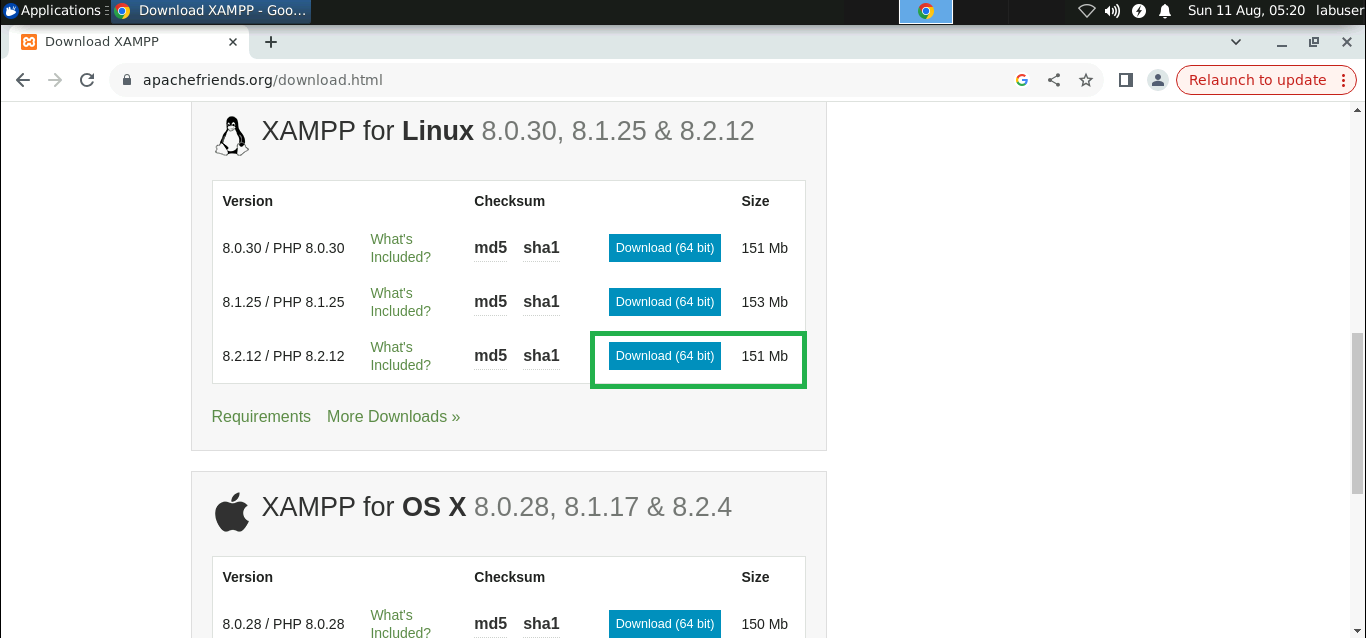 Applications Download XAMPP - Goo... Sun 11 Aug, 05:20 labuser
Download XAMPP
apachefriends.org/download.html Relaunch to update
XAMPP for Linux 8.0.30, 8.1.25 & 8.2.12
Version Checksum Size
8.0.30 / PHP 8.0.30 What's Included? md5 sha1 Download (64 bit) 151 Mb
8.1.25 / PHP 8.1.25 What's Included? md5 sha1 Download (64 bit) 153 Mb
8.2.12 / PHP 8.2.12 What's Included? md5 sha1 Download (64 bit) 151 Mb
Requirements More Downloads »
XAMPP for OS X 8.0.28, 8.1.17 & 8.2.4
Version Checksum Size
8.0.28 / PHP 8.0.28 What's Included? md5 sha1 Download (64 bit) 150 Mb